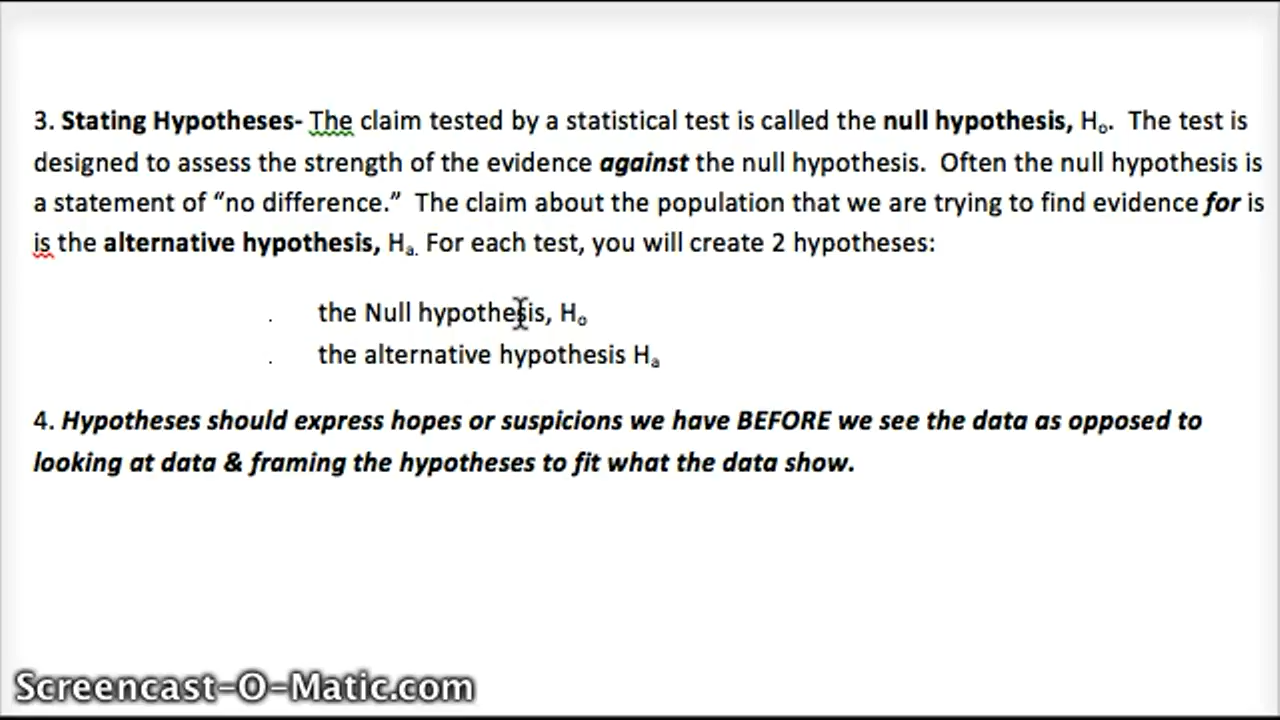 3. Stating Hypotheses- The claim tested by a statistical test is called the null hypothesis, Ho. The test is
designed to assess the strength of the evidence against the null hypothesis. Often the null hypothesis is
a statement of “no difference.” The claim about the population that we are trying to find evidence for is
is the alternative hypothesis, Ha. For each test, you will create 2 hypotheses:
. the Null hypothesis, Ho
. the alternative hypothesis Ha
4. Hypotheses should express hopes or suspicions we have BEFORE we see the data as opposed to
looking at data & framing the hypotheses to fit what the data show.
Screencast-O-Matic.com